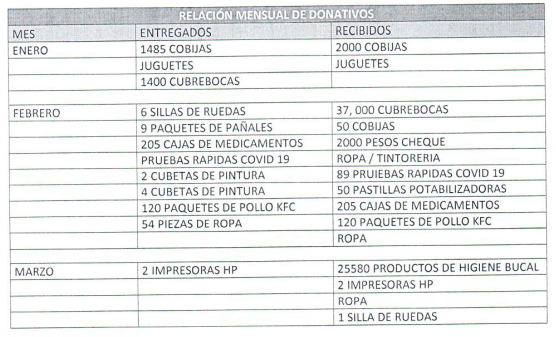 RELACIÓN MENSUAL DE DONATIVOS
MES ENTREGADOS RECIBIDOS
ENERO 1485 COBIJAS 2000 COBIJAS
JUGUETES JUGUETES
1400 CUBREBOCAS
FEBRERO 6 SILLAS DE RUEDAS 37, 000 CUBREBOCAS
9 PAQUETES DE PAÑALES 50 COBIJAS
205 CAJAS DE MEDICAMENTOS 2000 PESOS CHEQUE
PRUEBAS RAPIDAS COVID 19 ROPA / TINTORERIA
2 CUBETAS DE PINTURA 89 PRUIEBAS RAPIDAS COVID 19
4 CUBETAS DE PINTURA 50 PASTILLAS POTABILIZADORAS
120 PAQUETES DE POLLO KFC 205 CAJAS DE MEDICAMENTOS
54 PIEZAS DE ROPA 120 PAQUETES DE POLLO KFC
ROPA
MARZO 2 IMPRESORAS HP 25580 PRODUCTOS DE HIGIENE BUCAL
2 IMPRESORAS HP
ROPA
1 SILLA DE RUEDAS